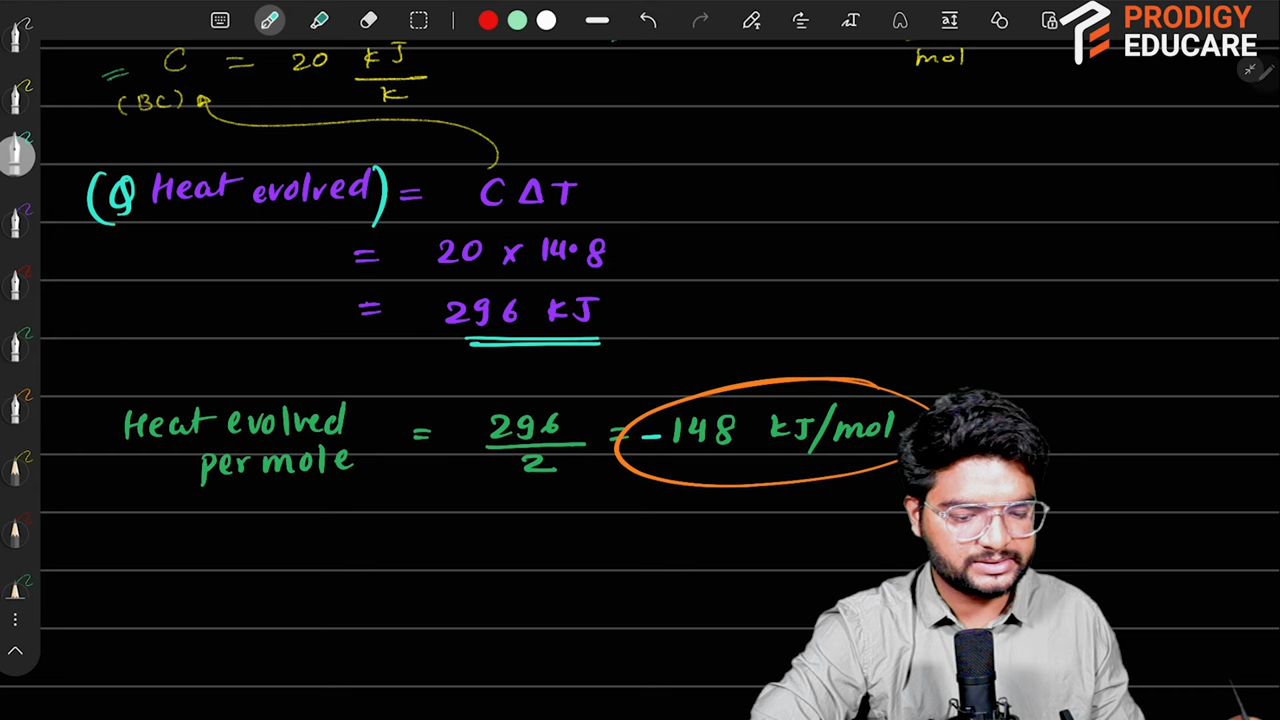 PRODIGY
EDUCARE
= C = 20 kJ/K
mol
(BC)
(Q Heat evolved) = C Δ T
= 20 × 14.8
= 296 kJ
Heat evolved per mole = 296/2 = -148 kJ/mol